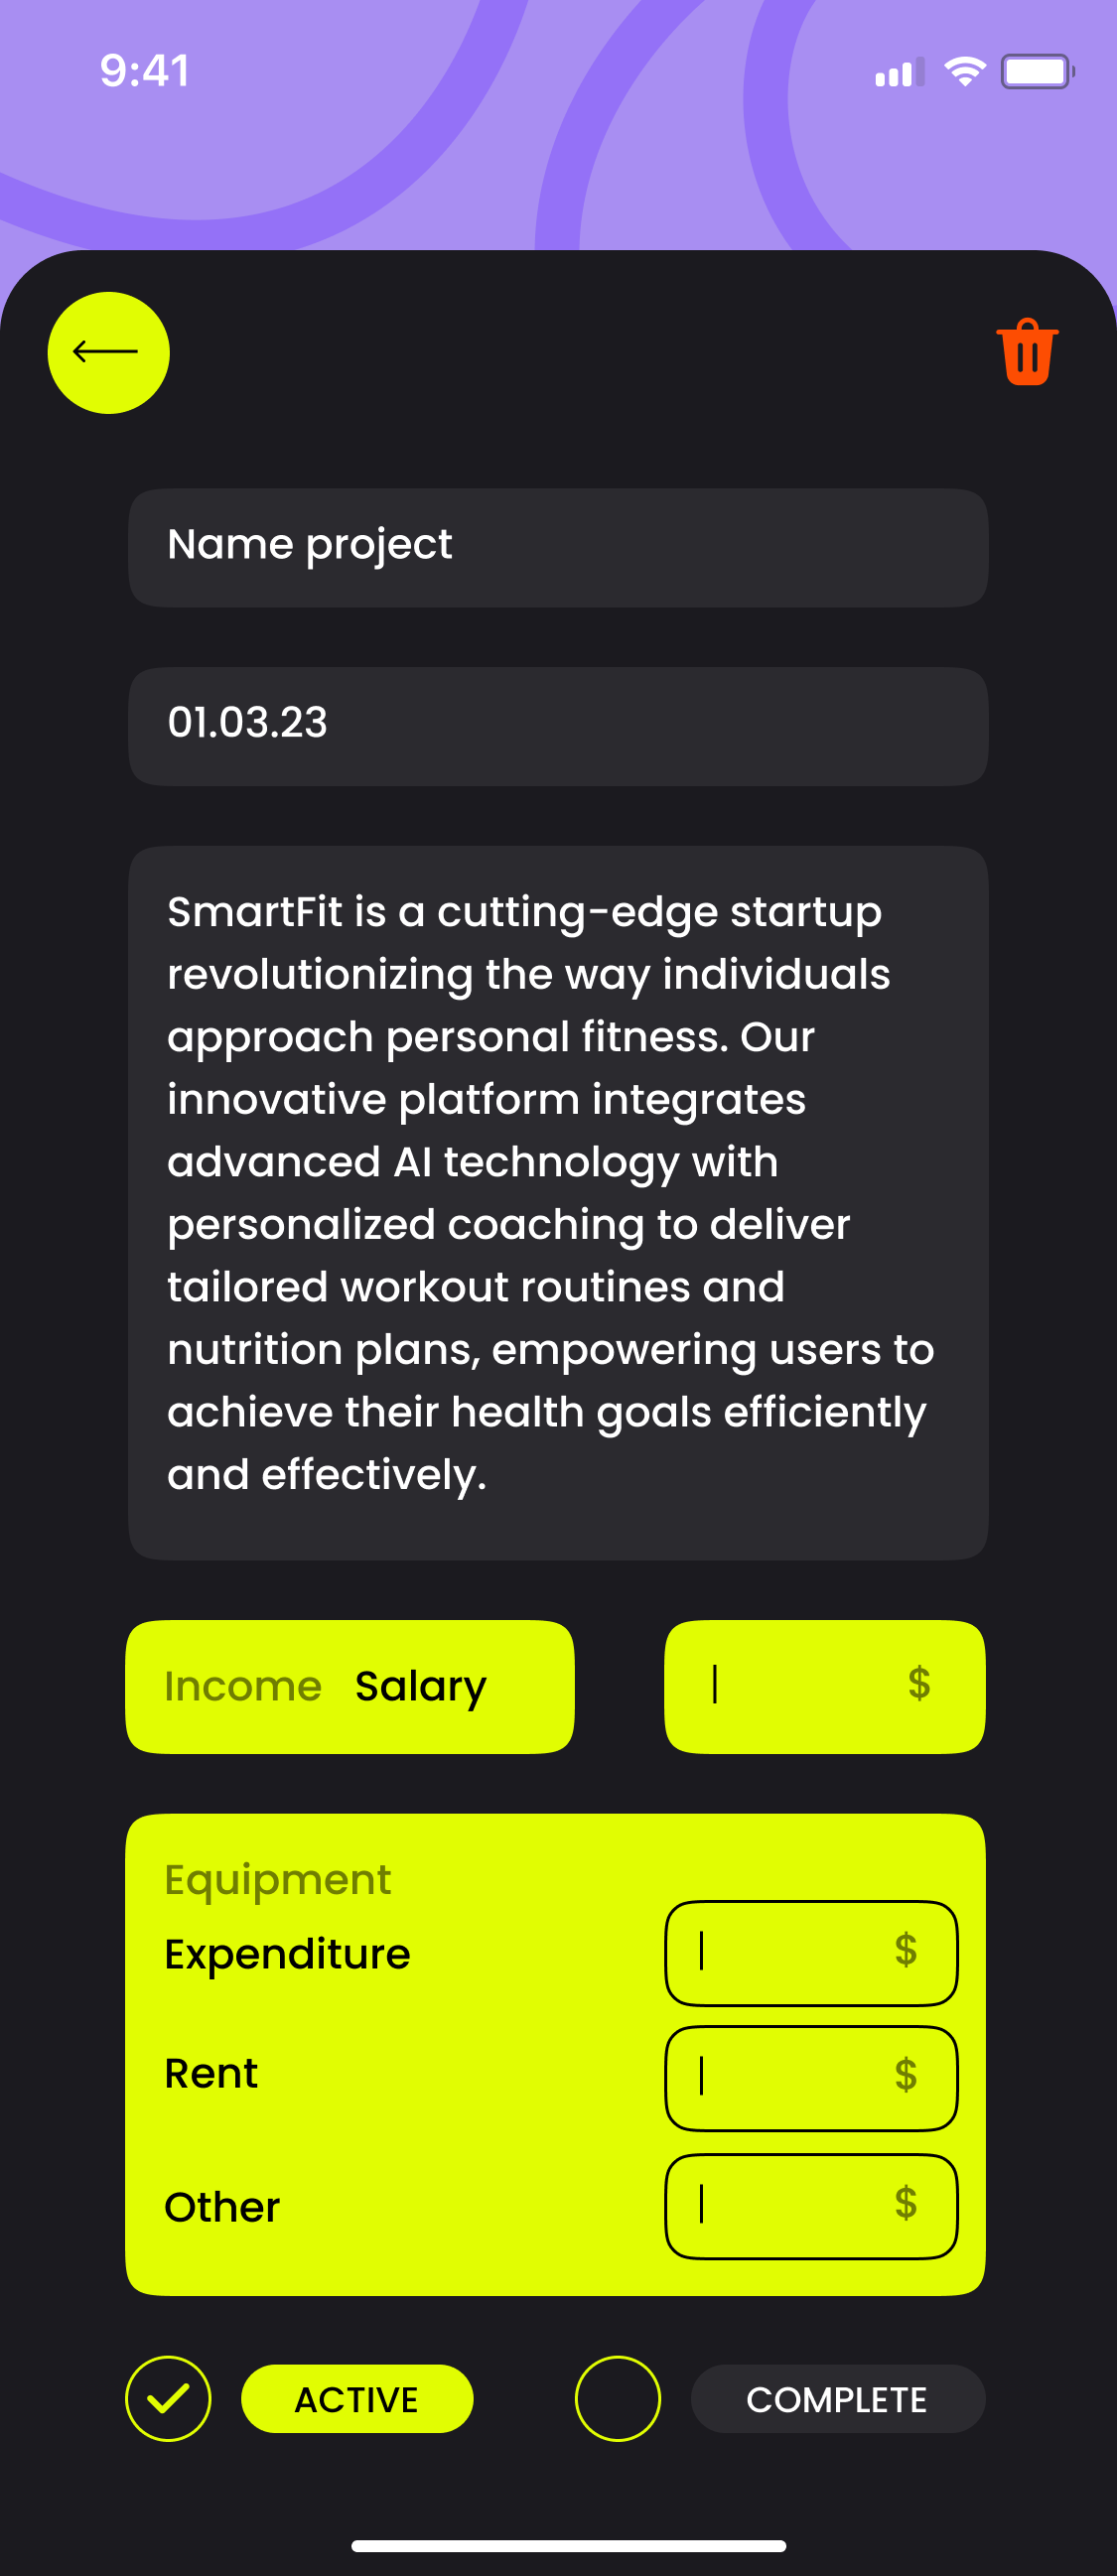 9:41
Name project
01.03.23
SmartFit is a cutting-edge startup
revolutionizing the way individuals
approach personal fitness. Our
innovative platform integrates
advanced AI technology with
personalized coaching to deliver
tailored workout routines and
nutrition plans, empowering users to
achieve their health goals efficiently
and effectively.
Income Salary $
Equipment
Expenditure $
Rent $
Other $
ACTIVE COMPLETE